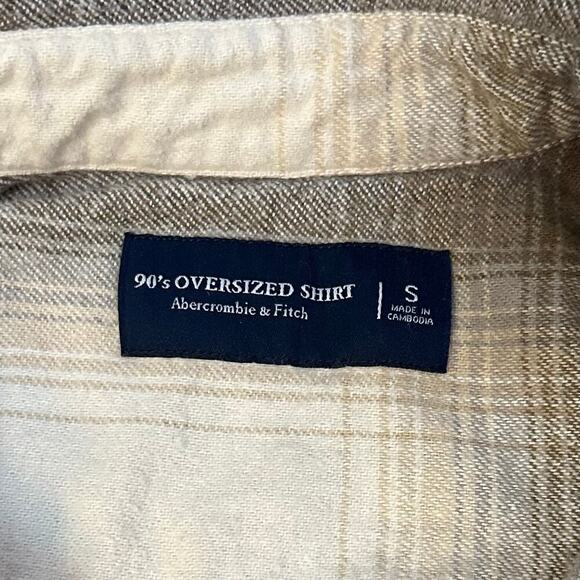 90's OVERSIZED SHIRT
Abercrombie & Fitch
S
MADE IN
CAMBODIA